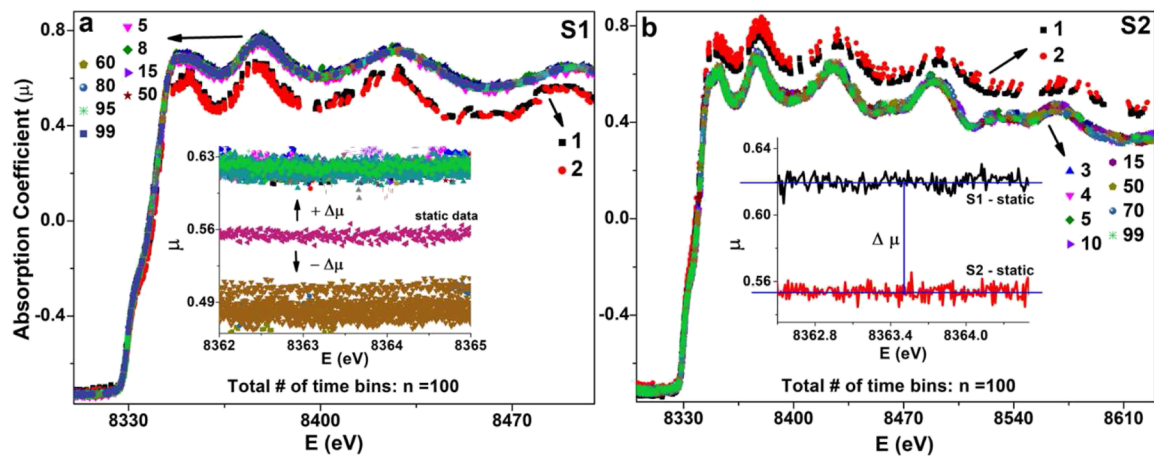 a
S1
Absorption Coefficient (μ)
0.8
0.4
0.0
-0.4
5
8
15
50
60
80
95
99
1
2
0.63
0.56
0.49
μ
+ Δμ
static data
− Δμ
8362 8363 8364 8365
E (eV)
Total # of time bins: n =100
8330 8400 8470
E (eV)
b
S2
0.8
0.4
0.0
-0.4
1
2
3
4
5
10
15
50
70
99
0.64
0.60
0.56
μ
S1 - static
Δ μ
S2 - static
8362.8 8363.4 8364.0
E (eV)
Total # of time bins: n =100
8330 8400 8470 8540 8610
E (eV)